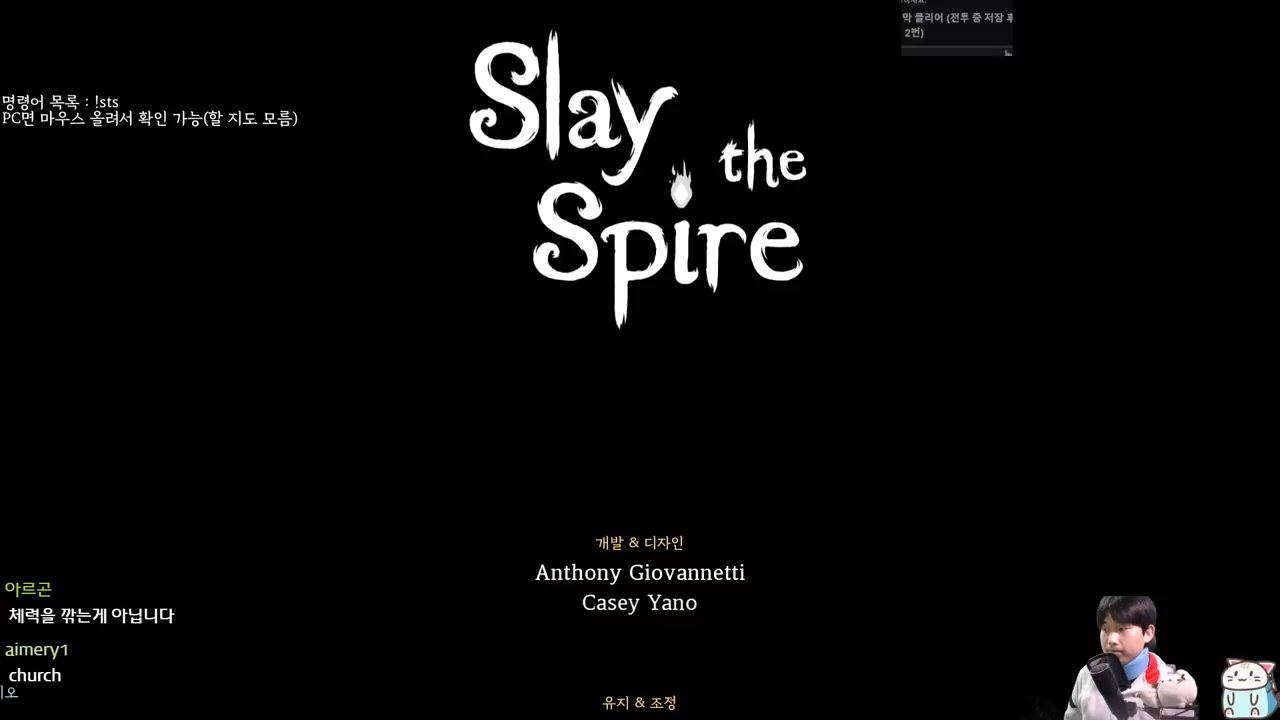 막 클리어 (전투 중 저장 후
2번)
Slay
the
Spire
명령어 목록 : !sts
PC면 마우스 올려서 확인 가능(할 지도 모름)
개발 & 디자인
Anthony Giovannetti
Casey Yano
아르곤
체력을 깎는게 아닙니다
aimery1
church
유지 & 조정